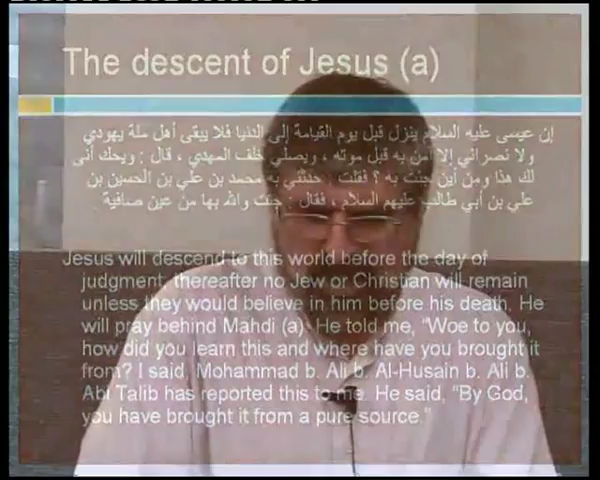 The descent of Jesus (a)
إن عيسى عليه السلام ينزل قبل يوم القيامة إلى الدنيا فلا يبقى أهل ملة يهودي
ولا نصراني إلا آمن به قبل موته ، ويصلي خلف المهدي ، قال : ويحك أنى
لك هذا ومن أين جئت به ؟ فقلت : حدثني به محمد بن علي بن الحسين بن
علي بن أبي طالب عليهم السلام ، فقال : جئت والله بها من عين صافية
Jesus will descend to this world before the day of
judgment; thereafter no Jew or Christian will remain
unless they would believe in him before his death. He
will pray behind Mahdi (a). He told me, "Woe to you,
how did you learn this and where have you brought it
from? I said, Mohammad b. Ali b. Al-Husain b. Ali b.
Abi Talib has reported this to me. He said, "By God,
you have brought it from a pure source."